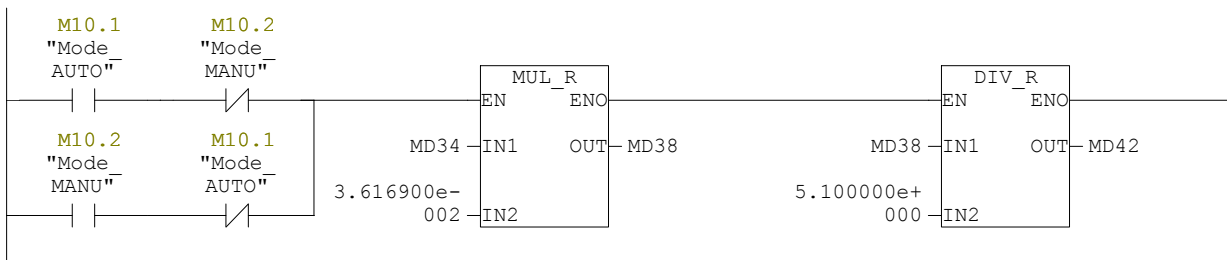 M10.1 M10.2
"Mode_ "Mode_
AUTO" MANU"
MUL_R DIV_R
EN ENO EN ENO
M10.2 M10.1
"Mode_ "Mode_
MANU" AUTO"
MD34 IN1 OUT MD38 MD38 IN1 OUT MD42
3.616900e- 5.100000e+
002 IN2 000 IN2